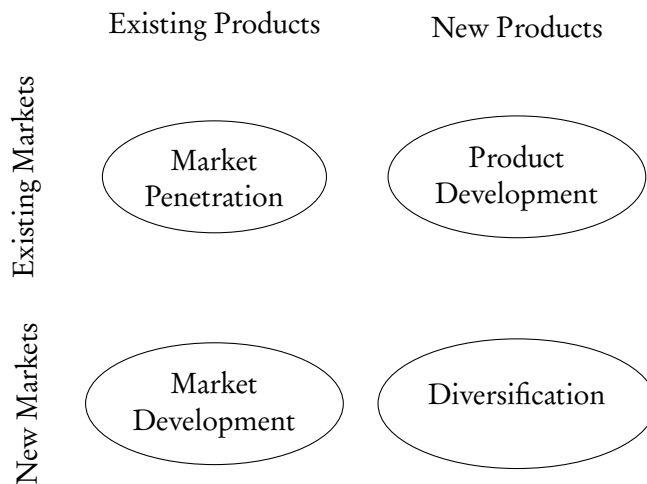 Existing Products
New Products
Existing Markets
Market
Penetration
Product
Development
New Markets
Market
Development
Diversification